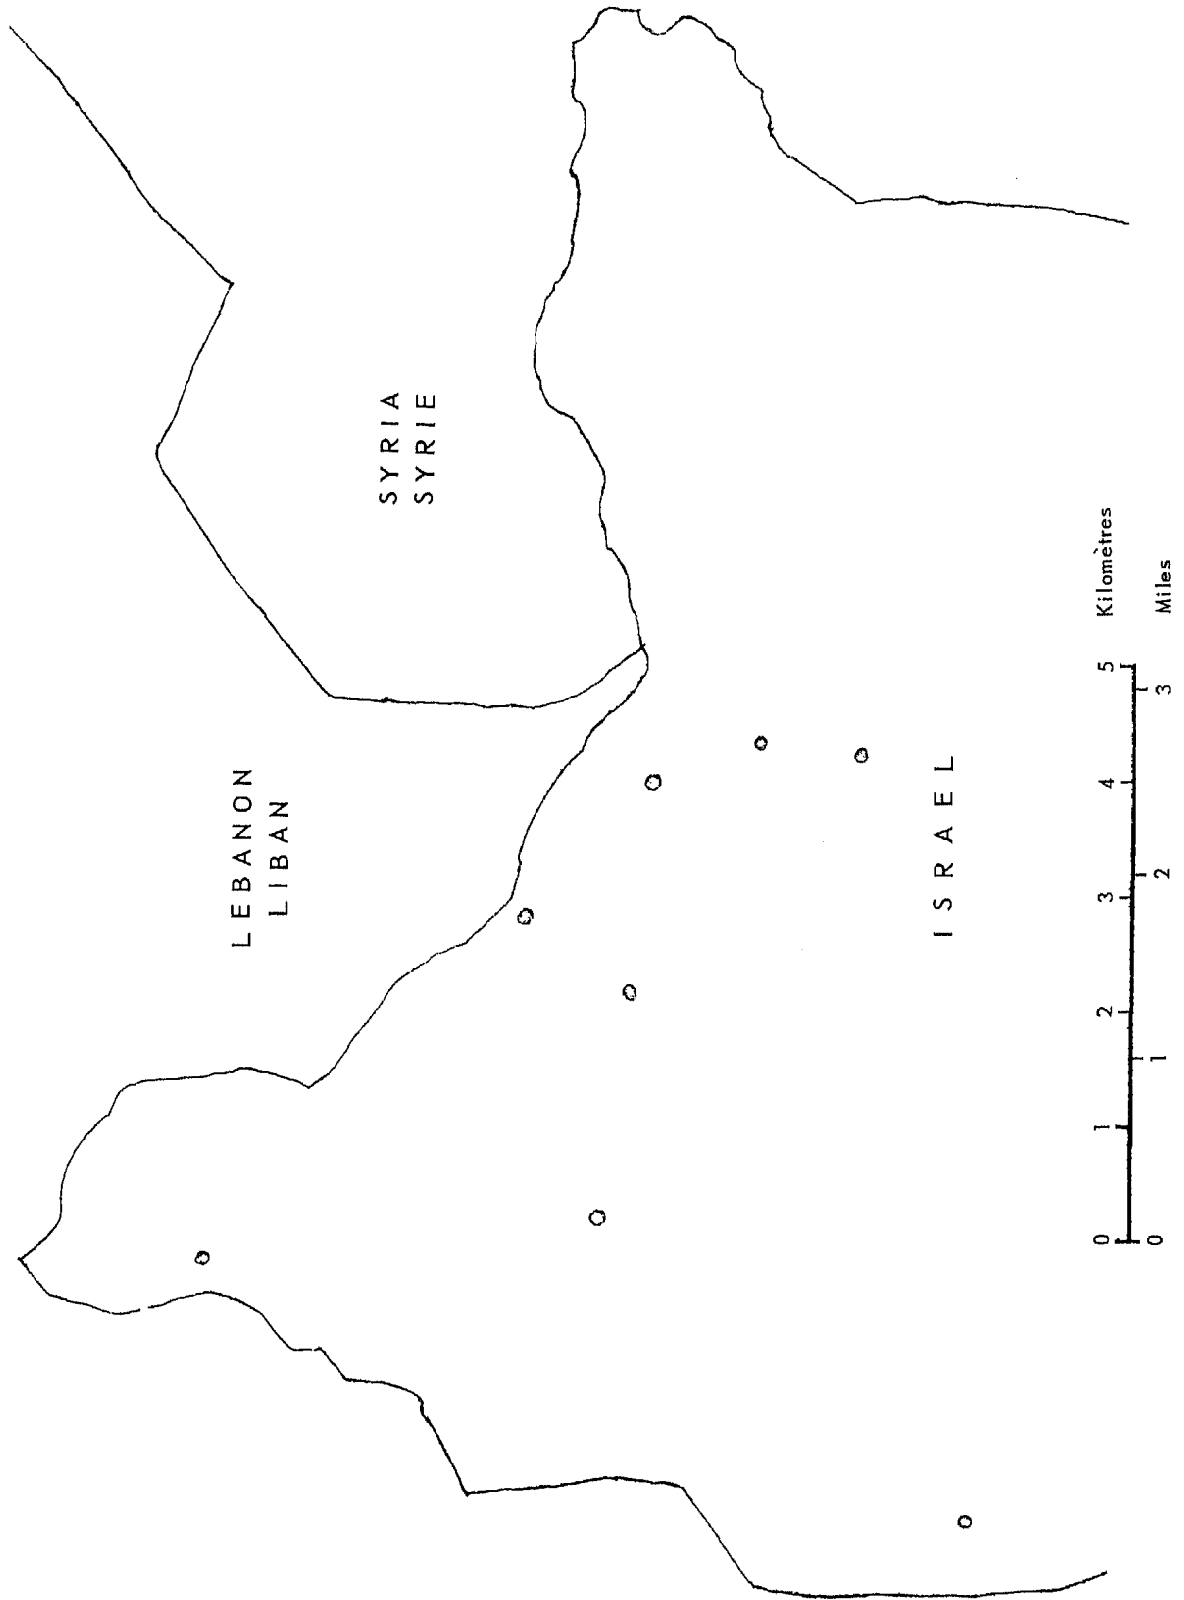 LEBANON
LIBAN
SYRIA
SYRIE
ISRAEL
0 1 2 3 4 5 Kilomètres
0 1 2 3 Miles